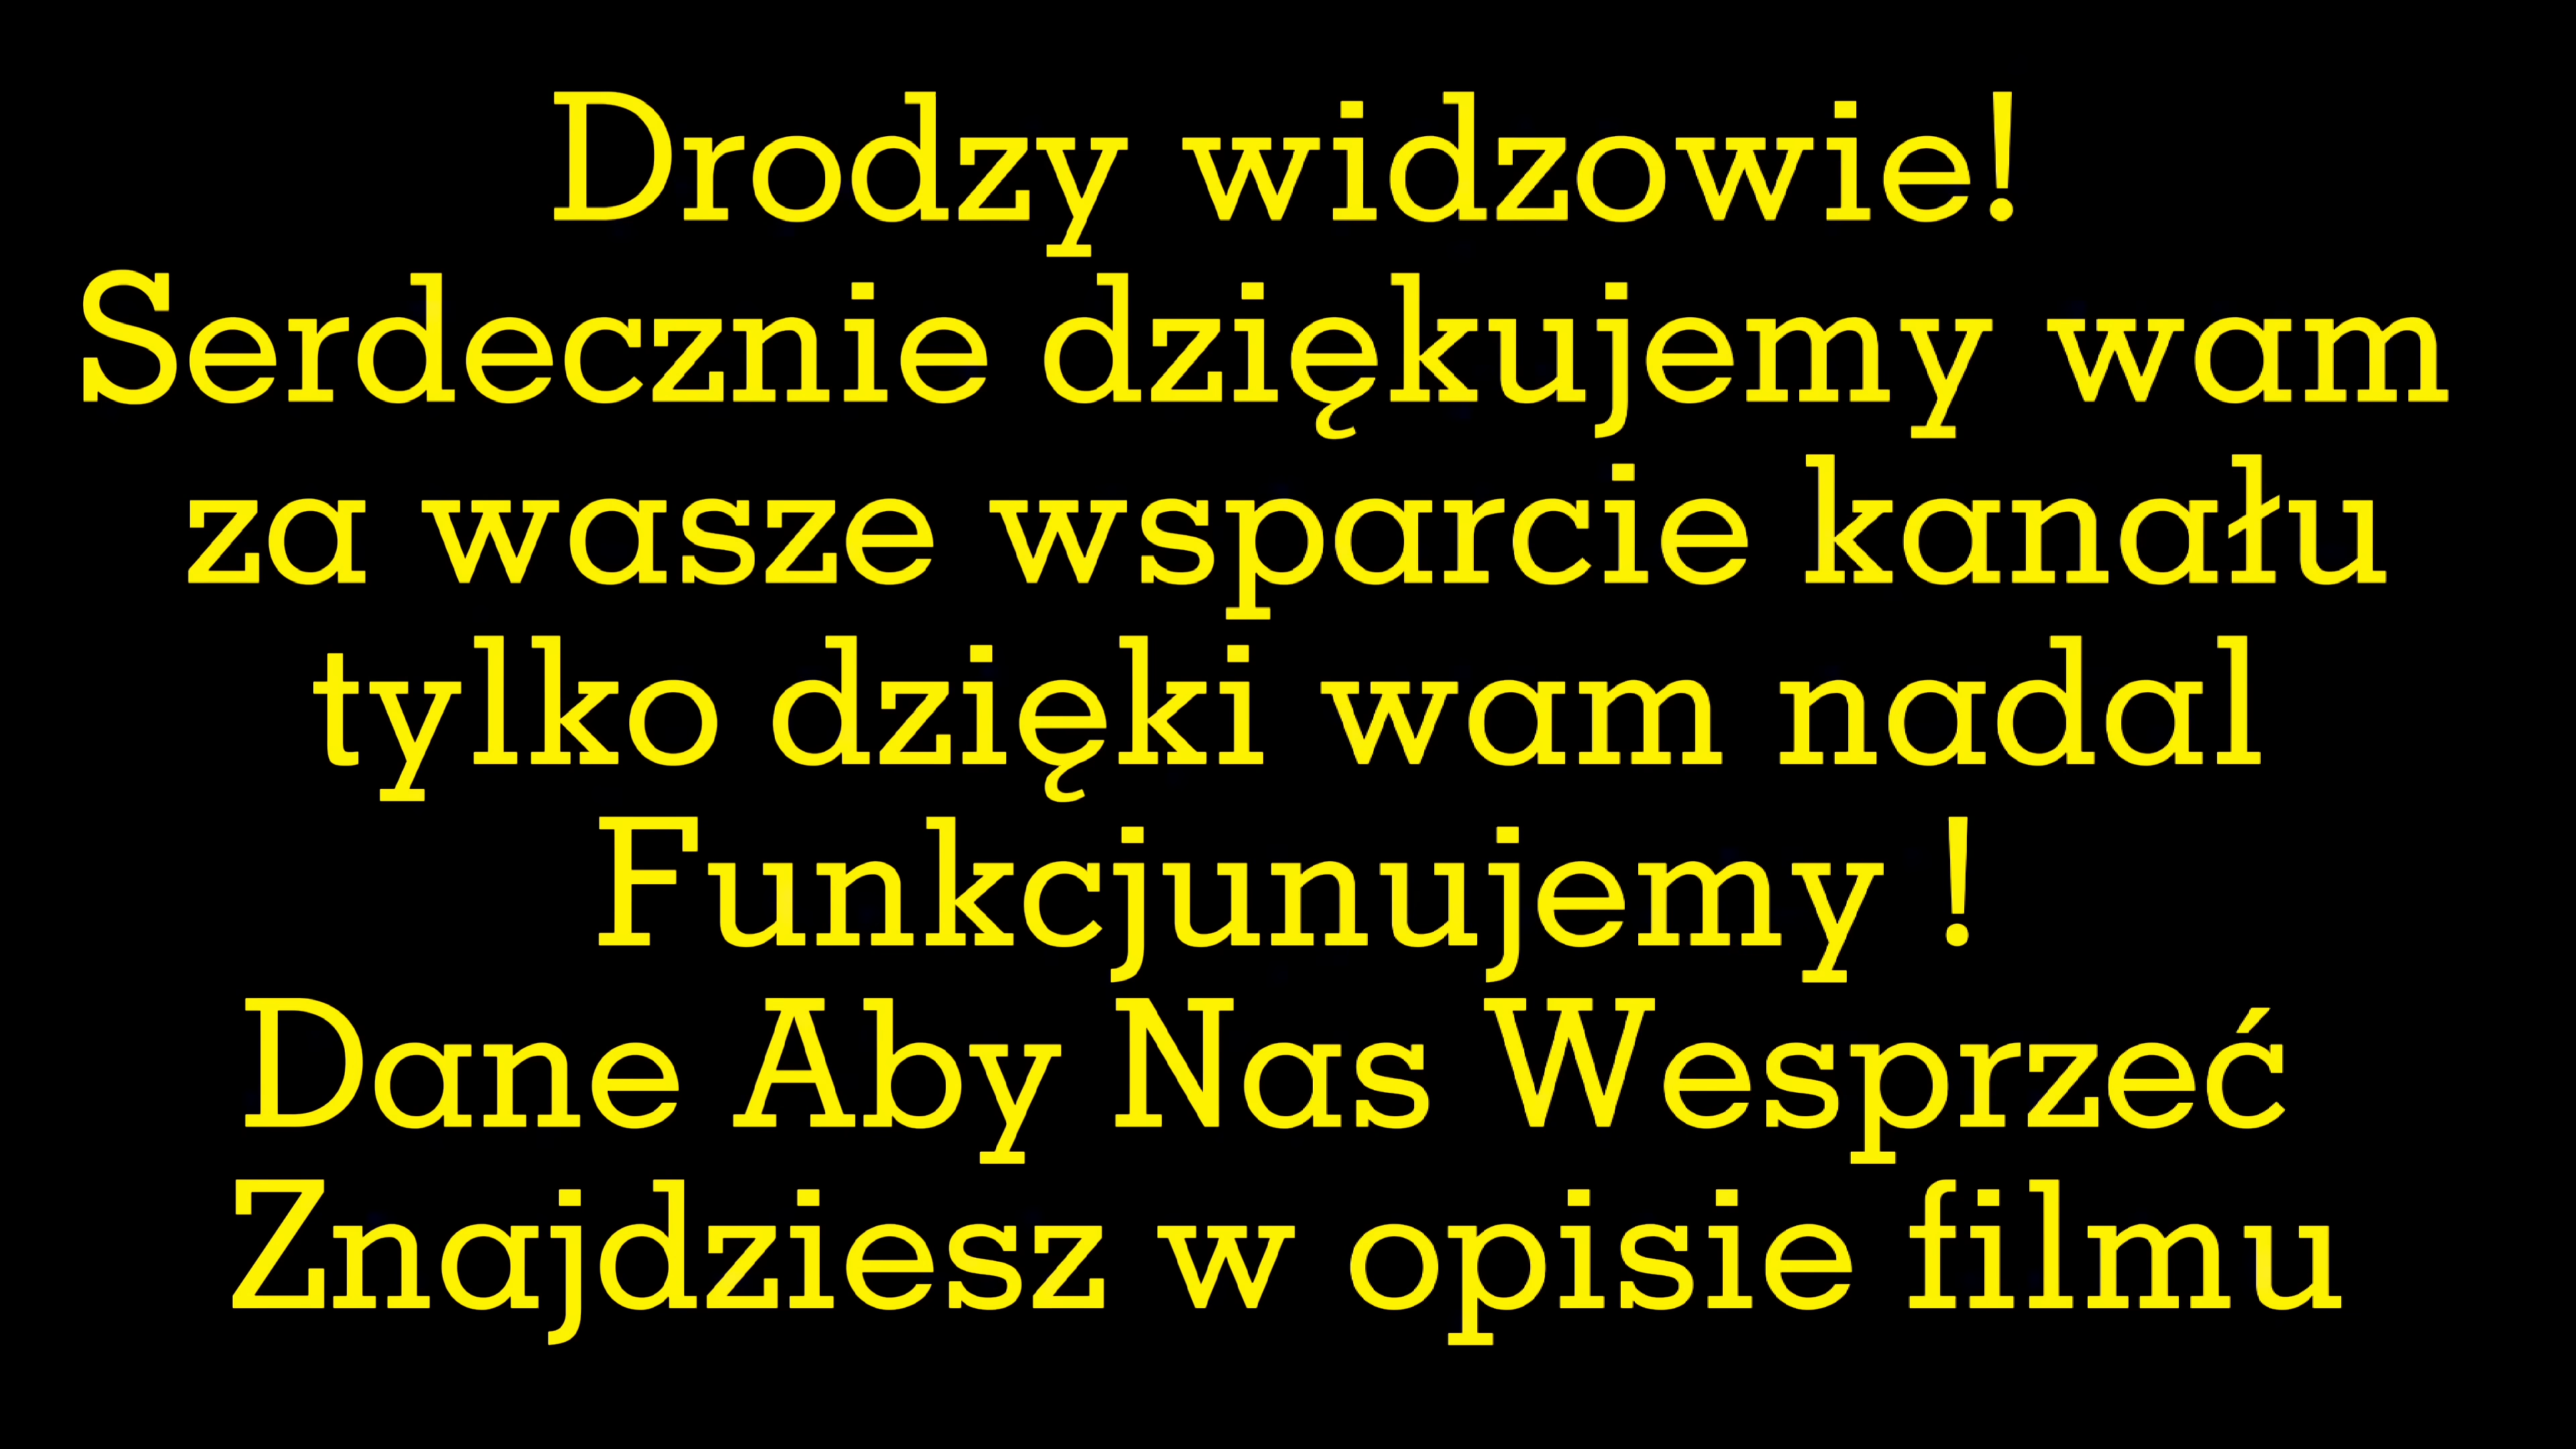 Drodzy widzowie!
Serdecznie dziękujemy wam
za wasze wsparcie kanału
tylko dzięki wam nadal
Funkcjunujemy !
Dane Aby Nas Wesprzeć
Znajdziesz w opisie filmu